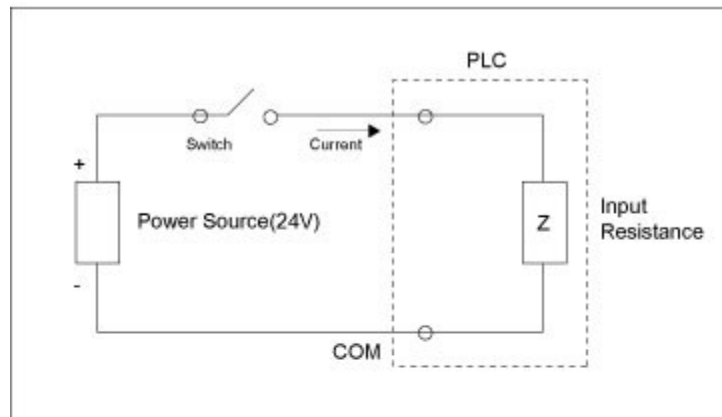 PLC
Switch
Current
+
Power Source(24V)
-
Z
Input
Resistance
COM